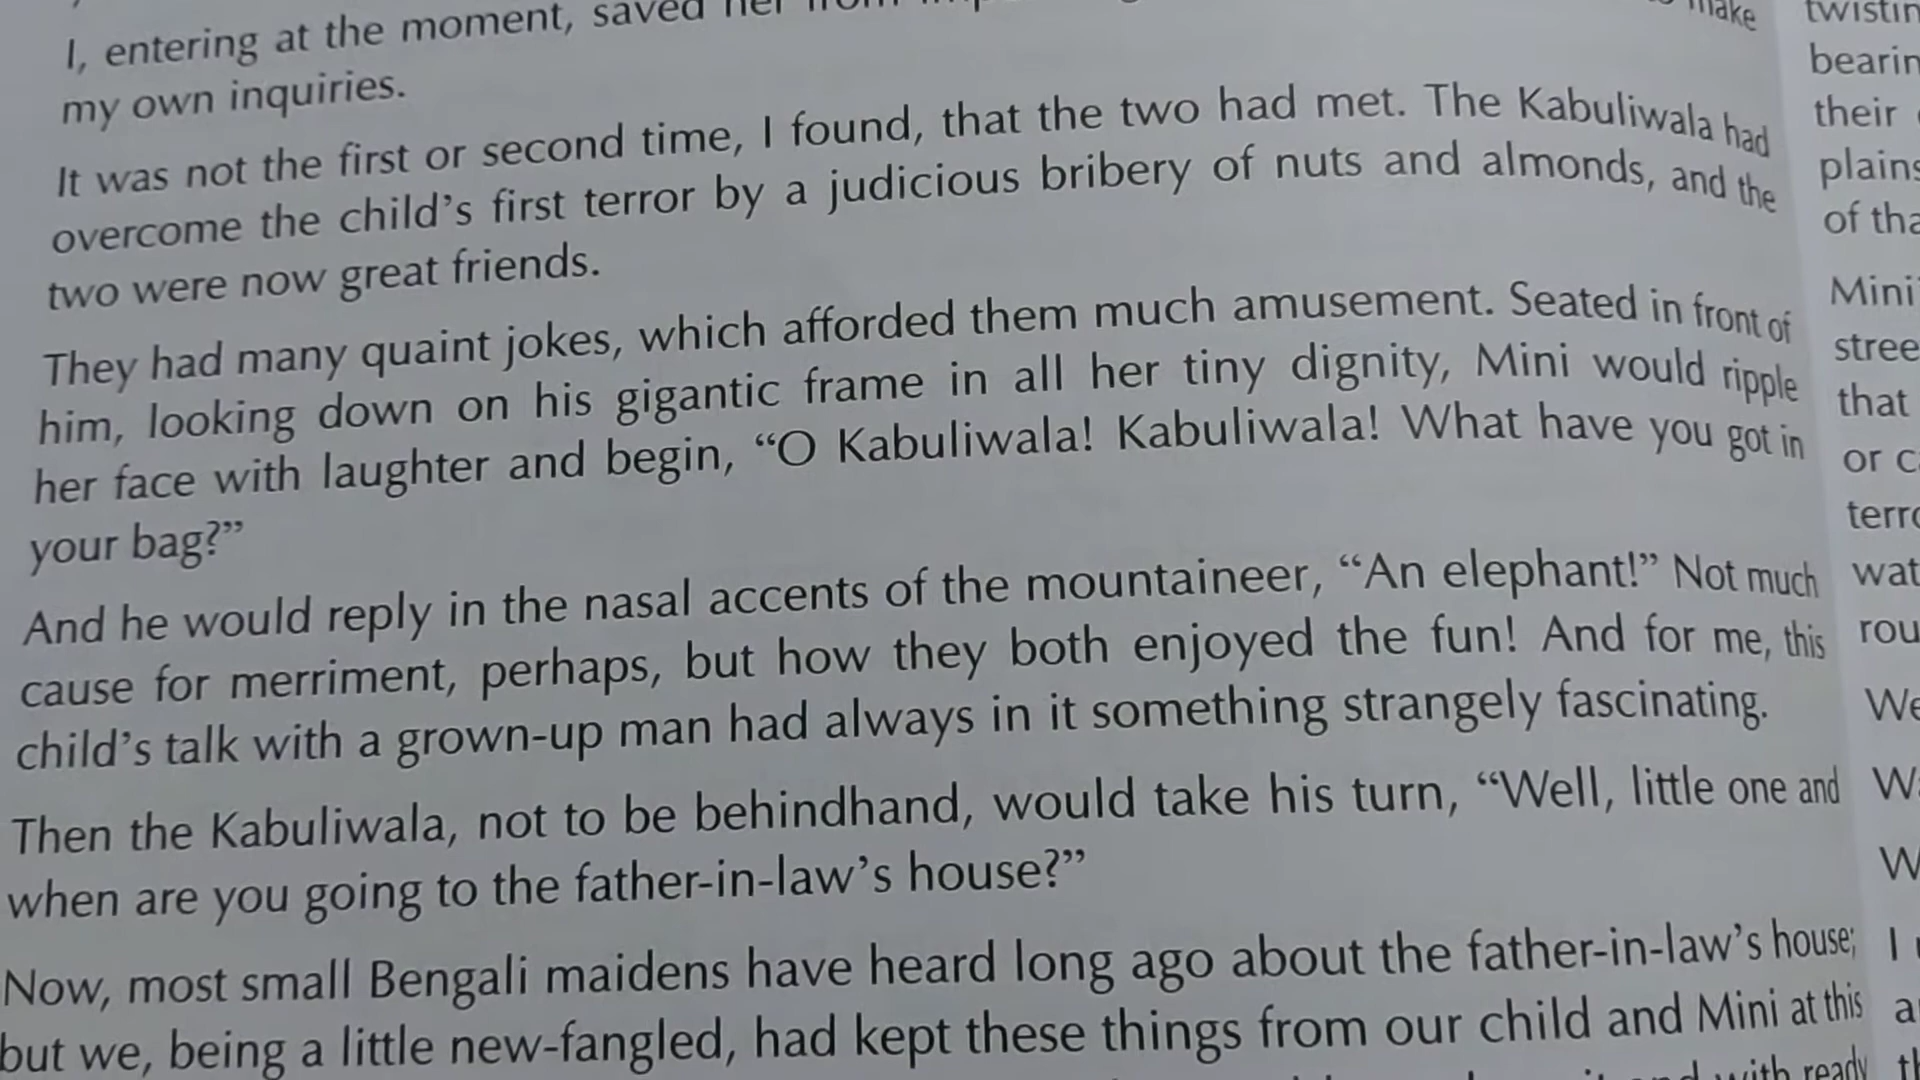 I, entering at the moment, saved her from
my own inquiries.
make
It was not the first or second time, I found, that the two had met. The Kabuliwala had
overcome the child's first terror by a judicious bribery of nuts and almonds, and the
two were now great friends.
They had many quaint jokes, which afforded them much amusement. Seated in front of
him, looking down on his gigantic frame in all her tiny dignity, Mini would ripple
her face with laughter and begin, “O Kabuliwala! Kabuliwala! What have you got in
your bag?”
And he would reply in the nasal accents of the mountaineer, “An elephant!” Not much
cause for merriment, perhaps, but how they both enjoyed the fun! And for me, this
child's talk with a grown-up man had always in it something strangely fascinating.
Then the Kabuliwala, not to be behindhand, would take his turn, “Well, little one and
when are you going to the father-in-law's house?”
Now, most small Bengali maidens have heard long ago about the father-in-law's house;
but we, being a little new-fangled, had kept these things from our child and Mini at this
with ready
their
of
that
or
We
I